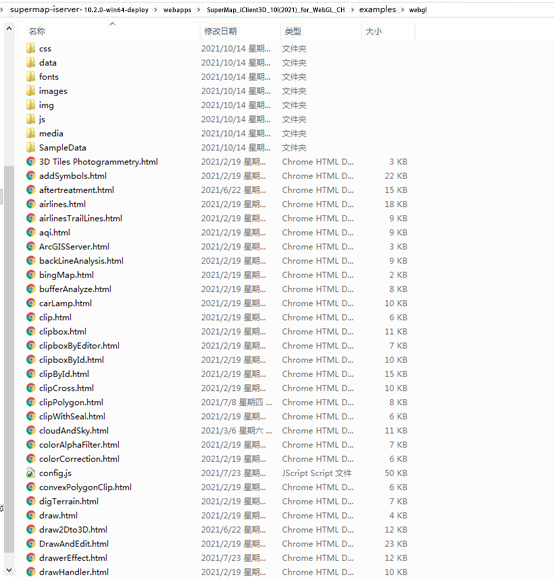 supermap-iserver- 10.2.0-win64-deploy › webapps › SuperMap_iClient3D_10i(2021)_for_WebGL_CH › examples › webgl
名称 修改日期 类型 大小
css 2021/10/14 星期... 文件夹
data 2021/10/14 星期... 文件夹
fonts 2021/10/14 星期... 文件夹
images 2021/10/14 星期... 文件夹
img 2021/10/14 星期... 文件夹
js 2021/10/14 星期... 文件夹
media 2021/10/14 星期... 文件夹
SampleData 2021/10/14 星期... 文件夹
3D Tiles Photogrammetry.html 2021/2/19 星期... Chrome HTML D... 3 KB
addSymbols.html 2021/2/19 星期... Chrome HTML D... 22 KB
aftertreatment.html 2021/6/22 星期... Chrome HTML D... 15 KB
airlines.html 2021/2/19 星期... Chrome HTML D... 18 KB
airlinesTrailLines.html 2021/2/19 星期... Chrome HTML D... 9 KB
aqi.html 2021/2/19 星期... Chrome HTML D... 9 KB
ArcGISServer.html 2021/2/19 星期... Chrome HTML D... 3 KB
backLineAnalysis.html 2021/2/19 星期... Chrome HTML D... 9 KB
bingMap.html 2021/2/19 星期... Chrome HTML D... 2 KB
bufferAnalyze.html 2021/2/19 星期... Chrome HTML D... 8 KB
carLamp.html 2021/2/19 星期... Chrome HTML D... 10 KB
clip.html 2021/2/19 星期... Chrome HTML D... 6 KB
clipbox.html 2021/2/19 星期... Chrome HTML D... 11 KB
clipboxByEditor.html 2021/2/19 星期... Chrome HTML D... 7 KB
clipboxById.html 2021/2/19 星期... Chrome HTML D... 10 KB
clipById.html 2021/2/19 星期... Chrome HTML D... 15 KB
clipCross.html 2021/2/19 星期... Chrome HTML D... 10 KB
clipPolygon.html 2021/7/8 星期四 ... Chrome HTML D... 8 KB
clipWithSeal.html 2021/2/19 星期... Chrome HTML D... 6 KB
cloudAndSky.html 2021/3/6 星期六 ... Chrome HTML D... 11 KB
colorAlphaFilter.html 2021/2/19 星期... Chrome HTML D... 7 KB
colorCorrection.html 2021/2/19 星期... Chrome HTML D... 6 KB
config.js 2021/7/23 星期... JScript Script 文件 50 KB
convexPolygonClip.html 2021/2/19 星期... Chrome HTML D... 6 KB
digTerrain.html 2021/2/19 星期... Chrome HTML D... 7 KB
draw.html 2021/2/19 星期... Chrome HTML D... 4 KB
draw2Dto3D.html 2021/6/22 星期... Chrome HTML D... 12 KB
DrawAndEdit.html 2021/2/19 星期... Chrome HTML D... 23 KB
drawerEffect.html 2021/7/23 星期... Chrome HTML D... 12 KB
drawHandler.html 2021/2/19 星期... Chrome HTML D... 10 KB